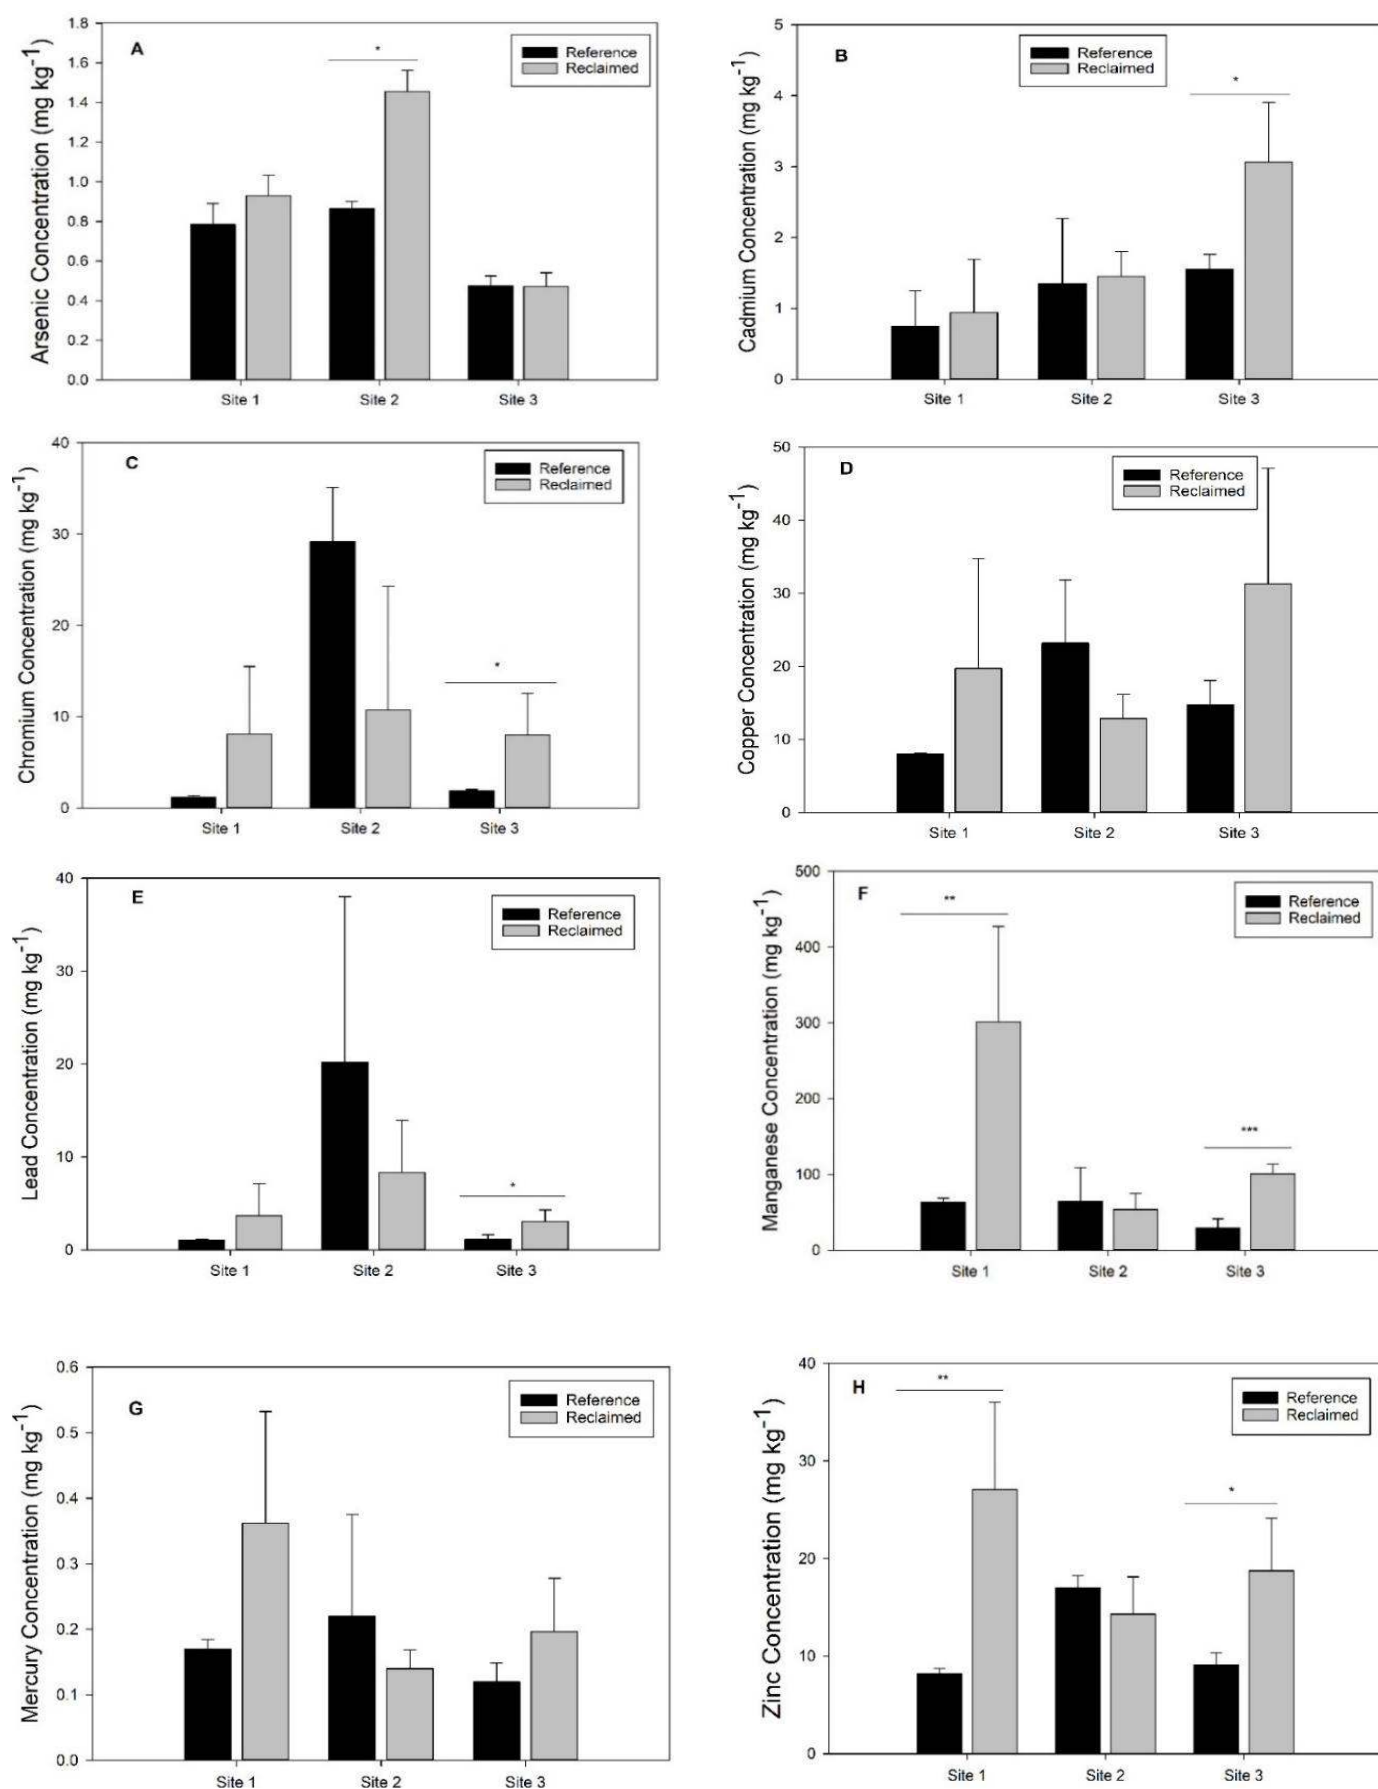 Arsenic Concentration (mg kg⁻¹)
1.8
1.6
1.4
1.2
1.0
0.8
0.6
0.4
0.2
0.0
A
*
Reference
Reclaimed
Site 1
Site 2
Site 3
Cadmium Concentration (mg kg⁻¹)
5
4
3
2
1
0
B
*
Reference
Reclaimed
Site 1
Site 2
Site 3
Chromium Concentration (mg kg⁻¹)
40
30
20
10
0
C
*
Reference
Reclaimed
Site 1
Site 2
Site 3
Copper Concentration (mg kg⁻¹)
50
40
30
20
10
0
D
Reference
Reclaimed
Site 1
Site 2
Site 3
Lead Concentration (mg kg⁻¹)
40
30
20
10
0
E
*
Reference
Reclaimed
Site 1
Site 2
Site 3
Manganese Concentration (mg kg⁻¹)
500
400
300
200
100
0
F
**
***
Reference
Reclaimed
Site 1
Site 2
Site 3
Mercury Concentration (mg kg⁻¹)
0.6
0.5
0.4
0.3
0.2
0.1
0.0
G
Reference
Reclaimed
Site 1
Site 2
Site 3
Zinc Concentration (mg kg⁻¹)
40
30
20
10
0
H
**
*
Reference
Reclaimed
Site 1
Site 2
Site 3